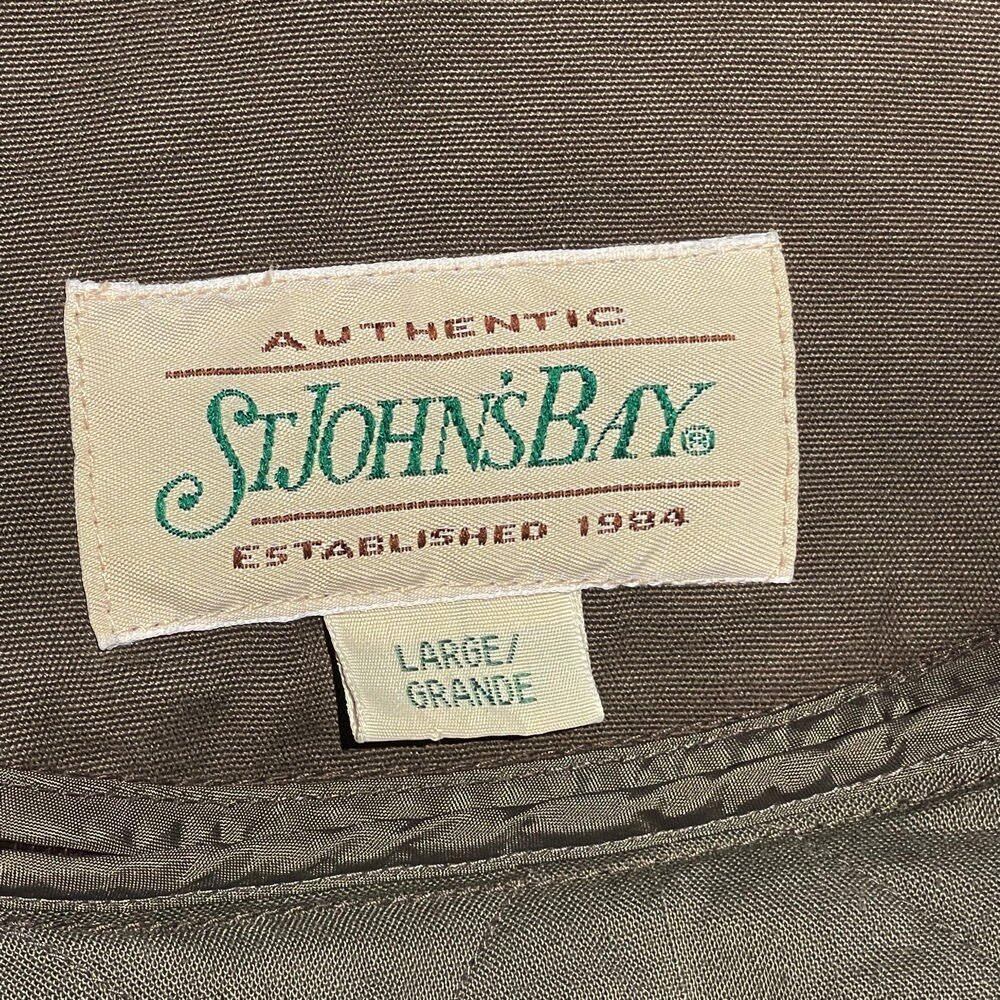 AUTHENTIC
ST. JOHN'S BAY®
ESTABLISHED 1984
LARGE/
GRANDE